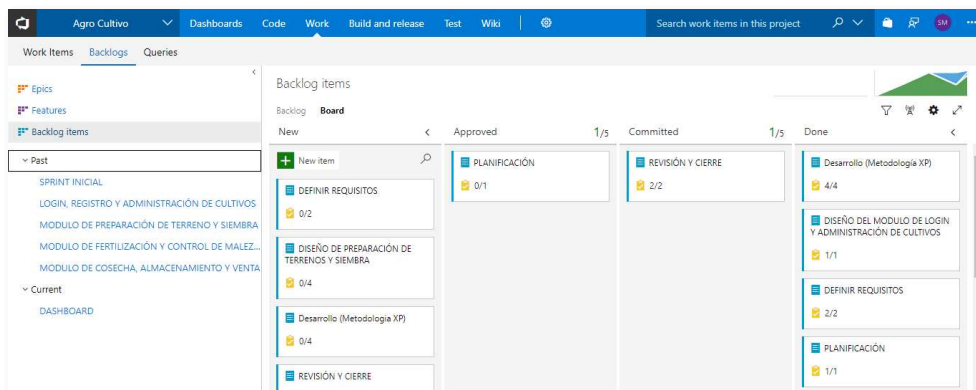 Agro Cultivo Dashboards Code Work Build and release Test Wiki Search work items in this project SM
Work Items Backlogs Queries
Epics
Features
Backlog items
Past
SPRINT INICIAL
LOGIN, REGISTRO Y ADMINISTRACIÓN DE CULTIVOS
MODULO DE PREPARACIÓN DE TERRENO Y SIEMBRA
MODULO DE FERTILIZACIÓN Y CONTROL DE MALEZ...
MODULO DE COSECHA, ALMACENAMIENTO Y VENTA
Current
DASHBOARD
Backlog items
Backlog Board
New
New item
DEFINIR REQUISITOS
0/2
DISEÑO DE PREPARACIÓN DE
TERRENOS Y SIEMBRA
0/4
Desarrollo (Metodologia XP)
0/4
REVISIÓN Y CIERRE
Approved 1/5
PLANIFICACIÓN
0/1
Committed 1/5
REVISIÓN Y CIERRE
2/2
Done
Desarrollo (Metodología XP)
4/4
DISEÑO DEL MODULO DE LOGIN
Y ADMINISTRACIÓN DE CULTIVOS
1/1
DEFINIR REQUISITOS
2/2
PLANIFICACIÓN
1/1